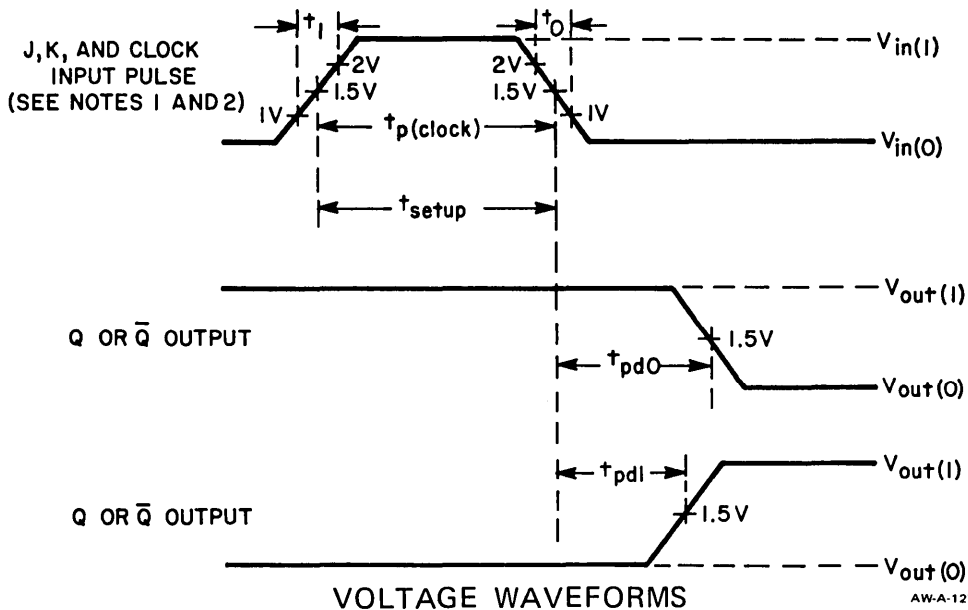 t1
t0
J,K, AND CLOCK
INPUT PULSE
(SEE NOTES 1 AND 2)
Vin(1)
2V
2V
1.5V
1.5V
1V
1V
tp(clock)
Vin(0)
tsetup
Vout(1)
Q OR Q̅ OUTPUT
1.5V
tpd0
Vout(0)
Vout(1)
tpd1
Q OR Q̅ OUTPUT
1.5V
Vout(0)
VOLTAGE WAVEFORMS
AW-A-12